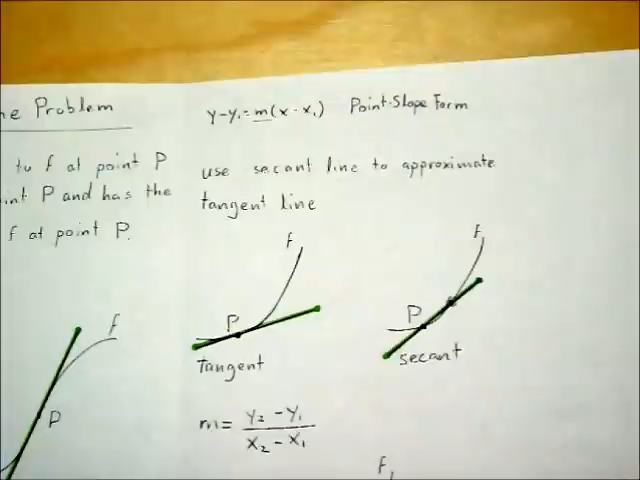 ne Problem
to f at point P
int P and has the
f at point P.
f
P
y-y₁=m(x-x₁) Point-Slope Form
use secant line to approximate
tangent line
f
P
Tangent
f
P
secant
m= y₂-y₁
x₂-x₁
f